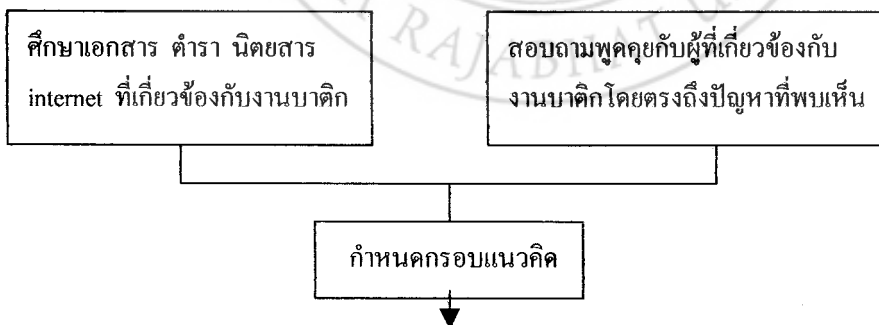 RAJABHAT U
ศึกษาเอกสาร ตำรา นิตยสาร
internet ที่เกี่ยวข้องกับงานบาติก
สอบถามพูดคุยกับผู้ที่เกี่ยวข้องกับ
งานบาติกโดยตรงถึงปัญหาที่พบเห็น
กำหนดกรอบแนวคิด